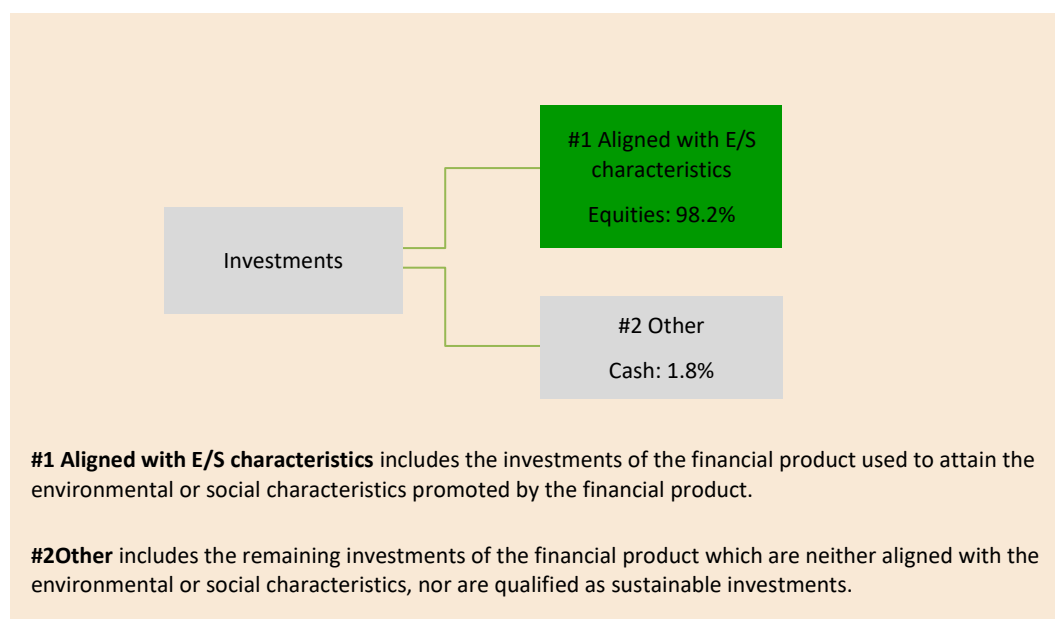 #1 Aligned with E/S
characteristics
Equities: 98.2%
Investments
#2 Other
Cash: 1.8%
#1 Aligned with E/S characteristics includes the investments of the financial product used to attain the
environmental or social characteristics promoted by the financial product.
#2Other includes the remaining investments of the financial product which are neither aligned with the
environmental or social characteristics, nor are qualified as sustainable investments.